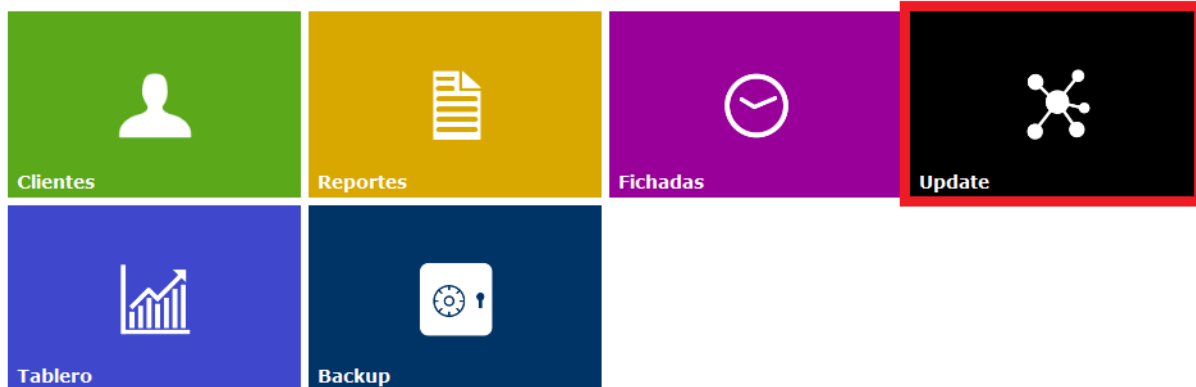 Clientes
Reportes
Fichadas
Update
Tablero
Backup